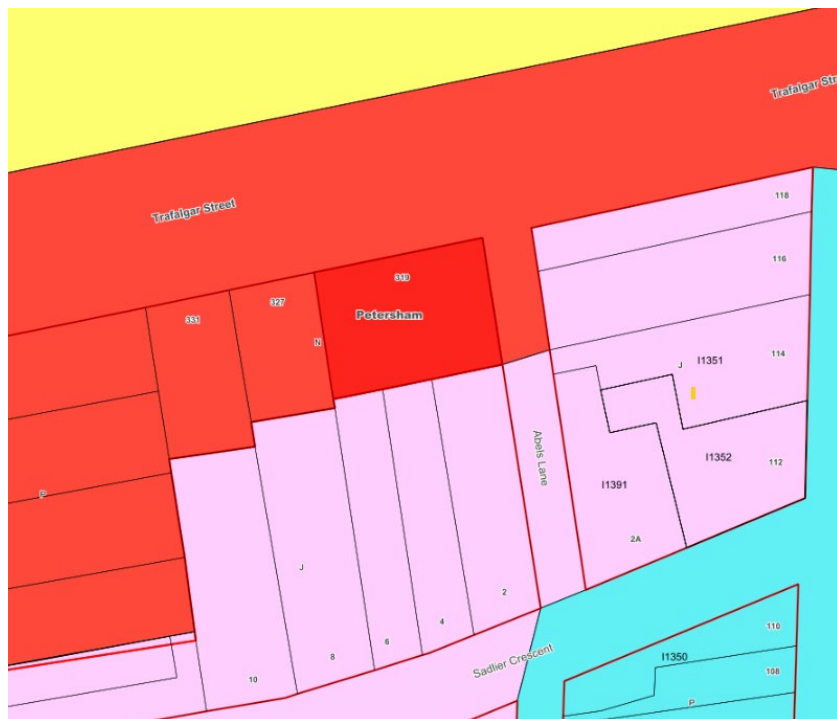 Trafalgar Str
Trafalgar Street
118
319
116
331
327
Petersham
N
J
I1351
114
Abels Lane
I1352
112
I1391
P
2A
J
2
4
6
8
10
Sadlier Crescent
110
I1350
108
P